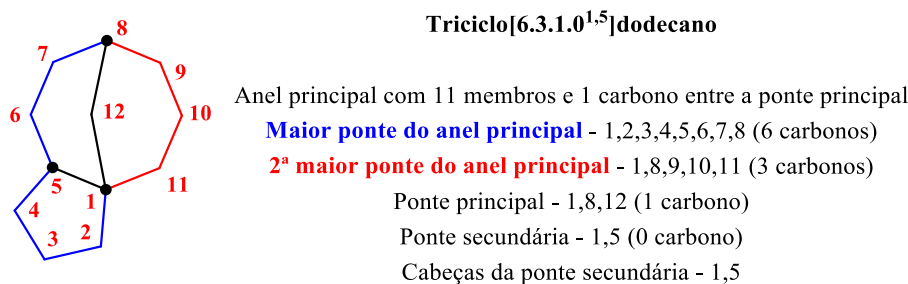 Triciclo[6.3.1.0^{1,5}]dodecano
8
7
9
6
12
10
5
1
11
4
2
3
Anel principal com 11 membros e 1 carbono entre a ponte principal
Maior ponte do anel principal - 1,2,3,4,5,6,7,8 (6 carbonos)
2ª maior ponte do anel principal - 1,8,9,10,11 (3 carbonos)
Ponte principal - 1,8,12 (1 carbono)
Ponte secundária - 1,5 (0 carbono)
Cabeças da ponte secundária - 1,5